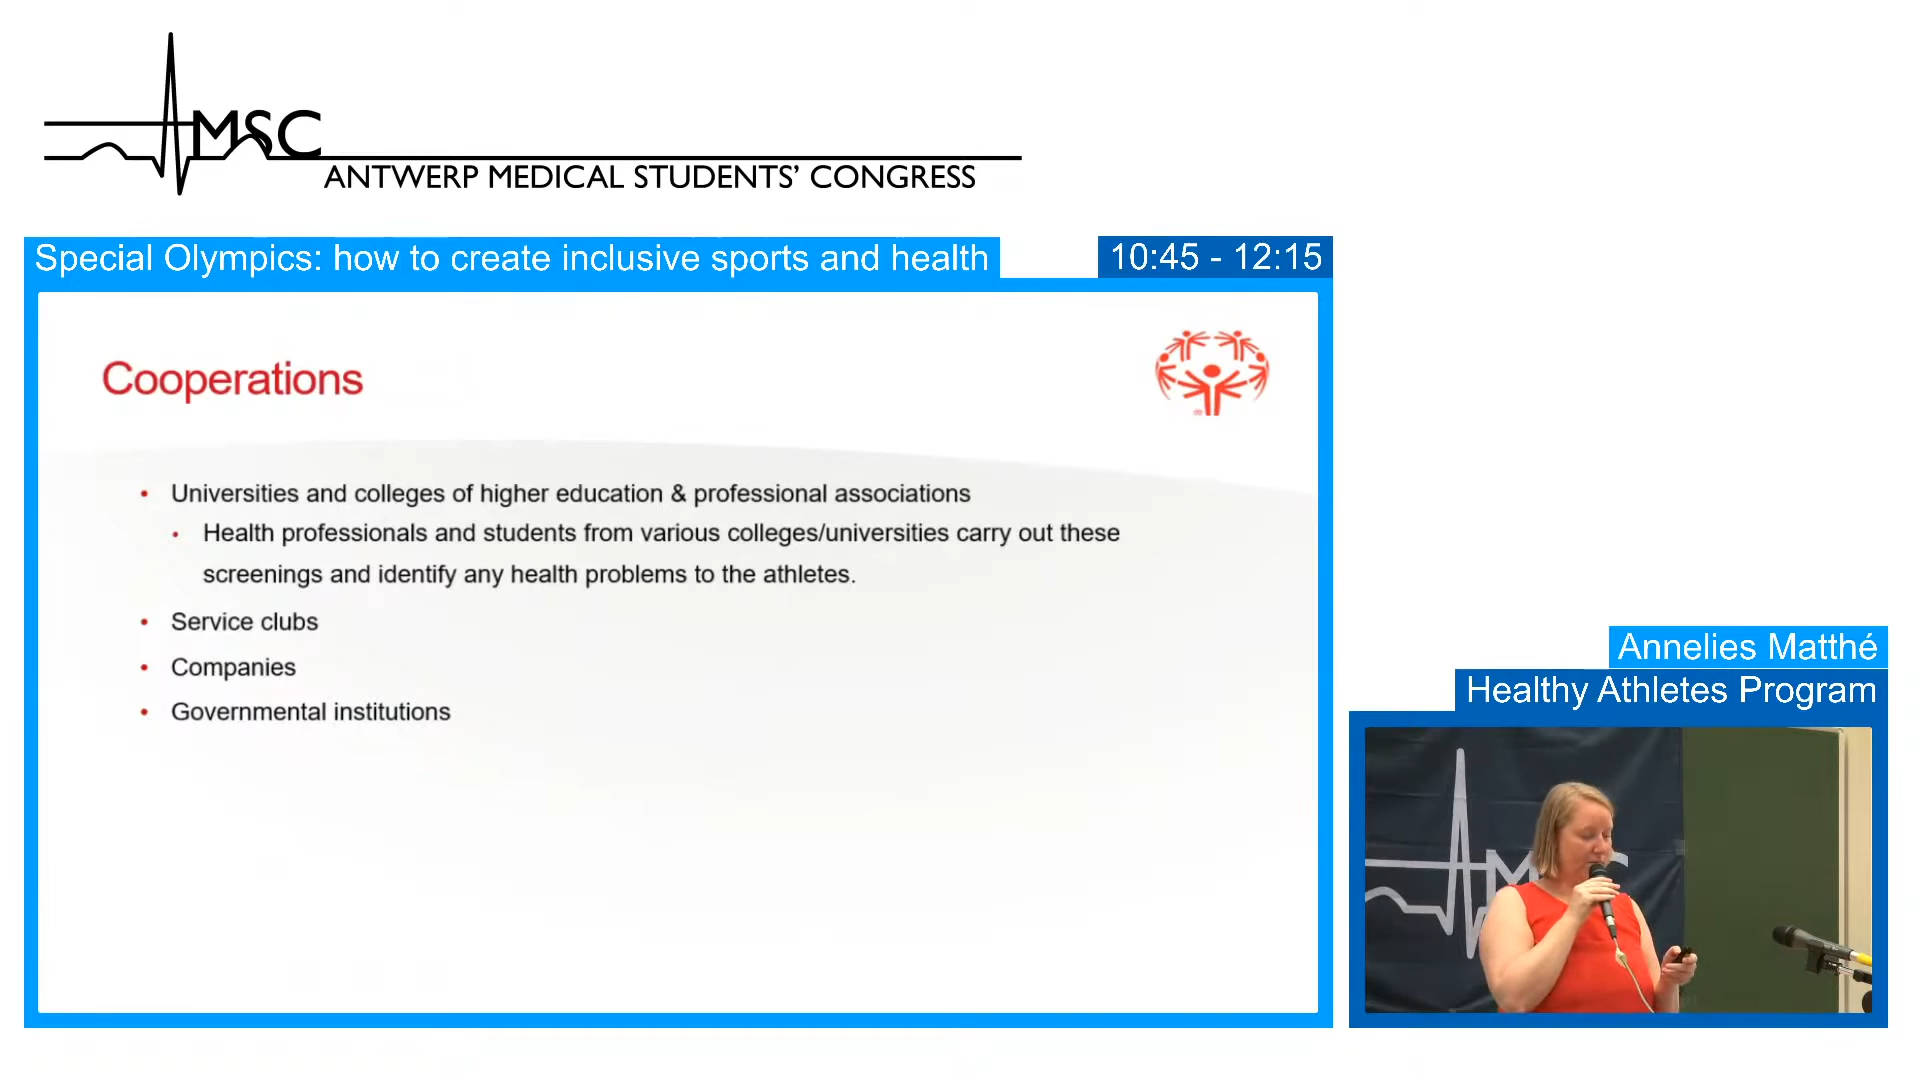 MSC
ANTWERP MEDICAL STUDENTS’ CONGRESS
Special Olympics: how to create inclusive sports and health
10:45 - 12:15
Cooperations
• Universities and colleges of higher education & professional associations
• Health professionals and students from various colleges/universities carry out these
screenings and identify any health problems to the athletes.
• Service clubs
• Companies
• Governmental institutions
Annelies Matthé
Healthy Athletes Program